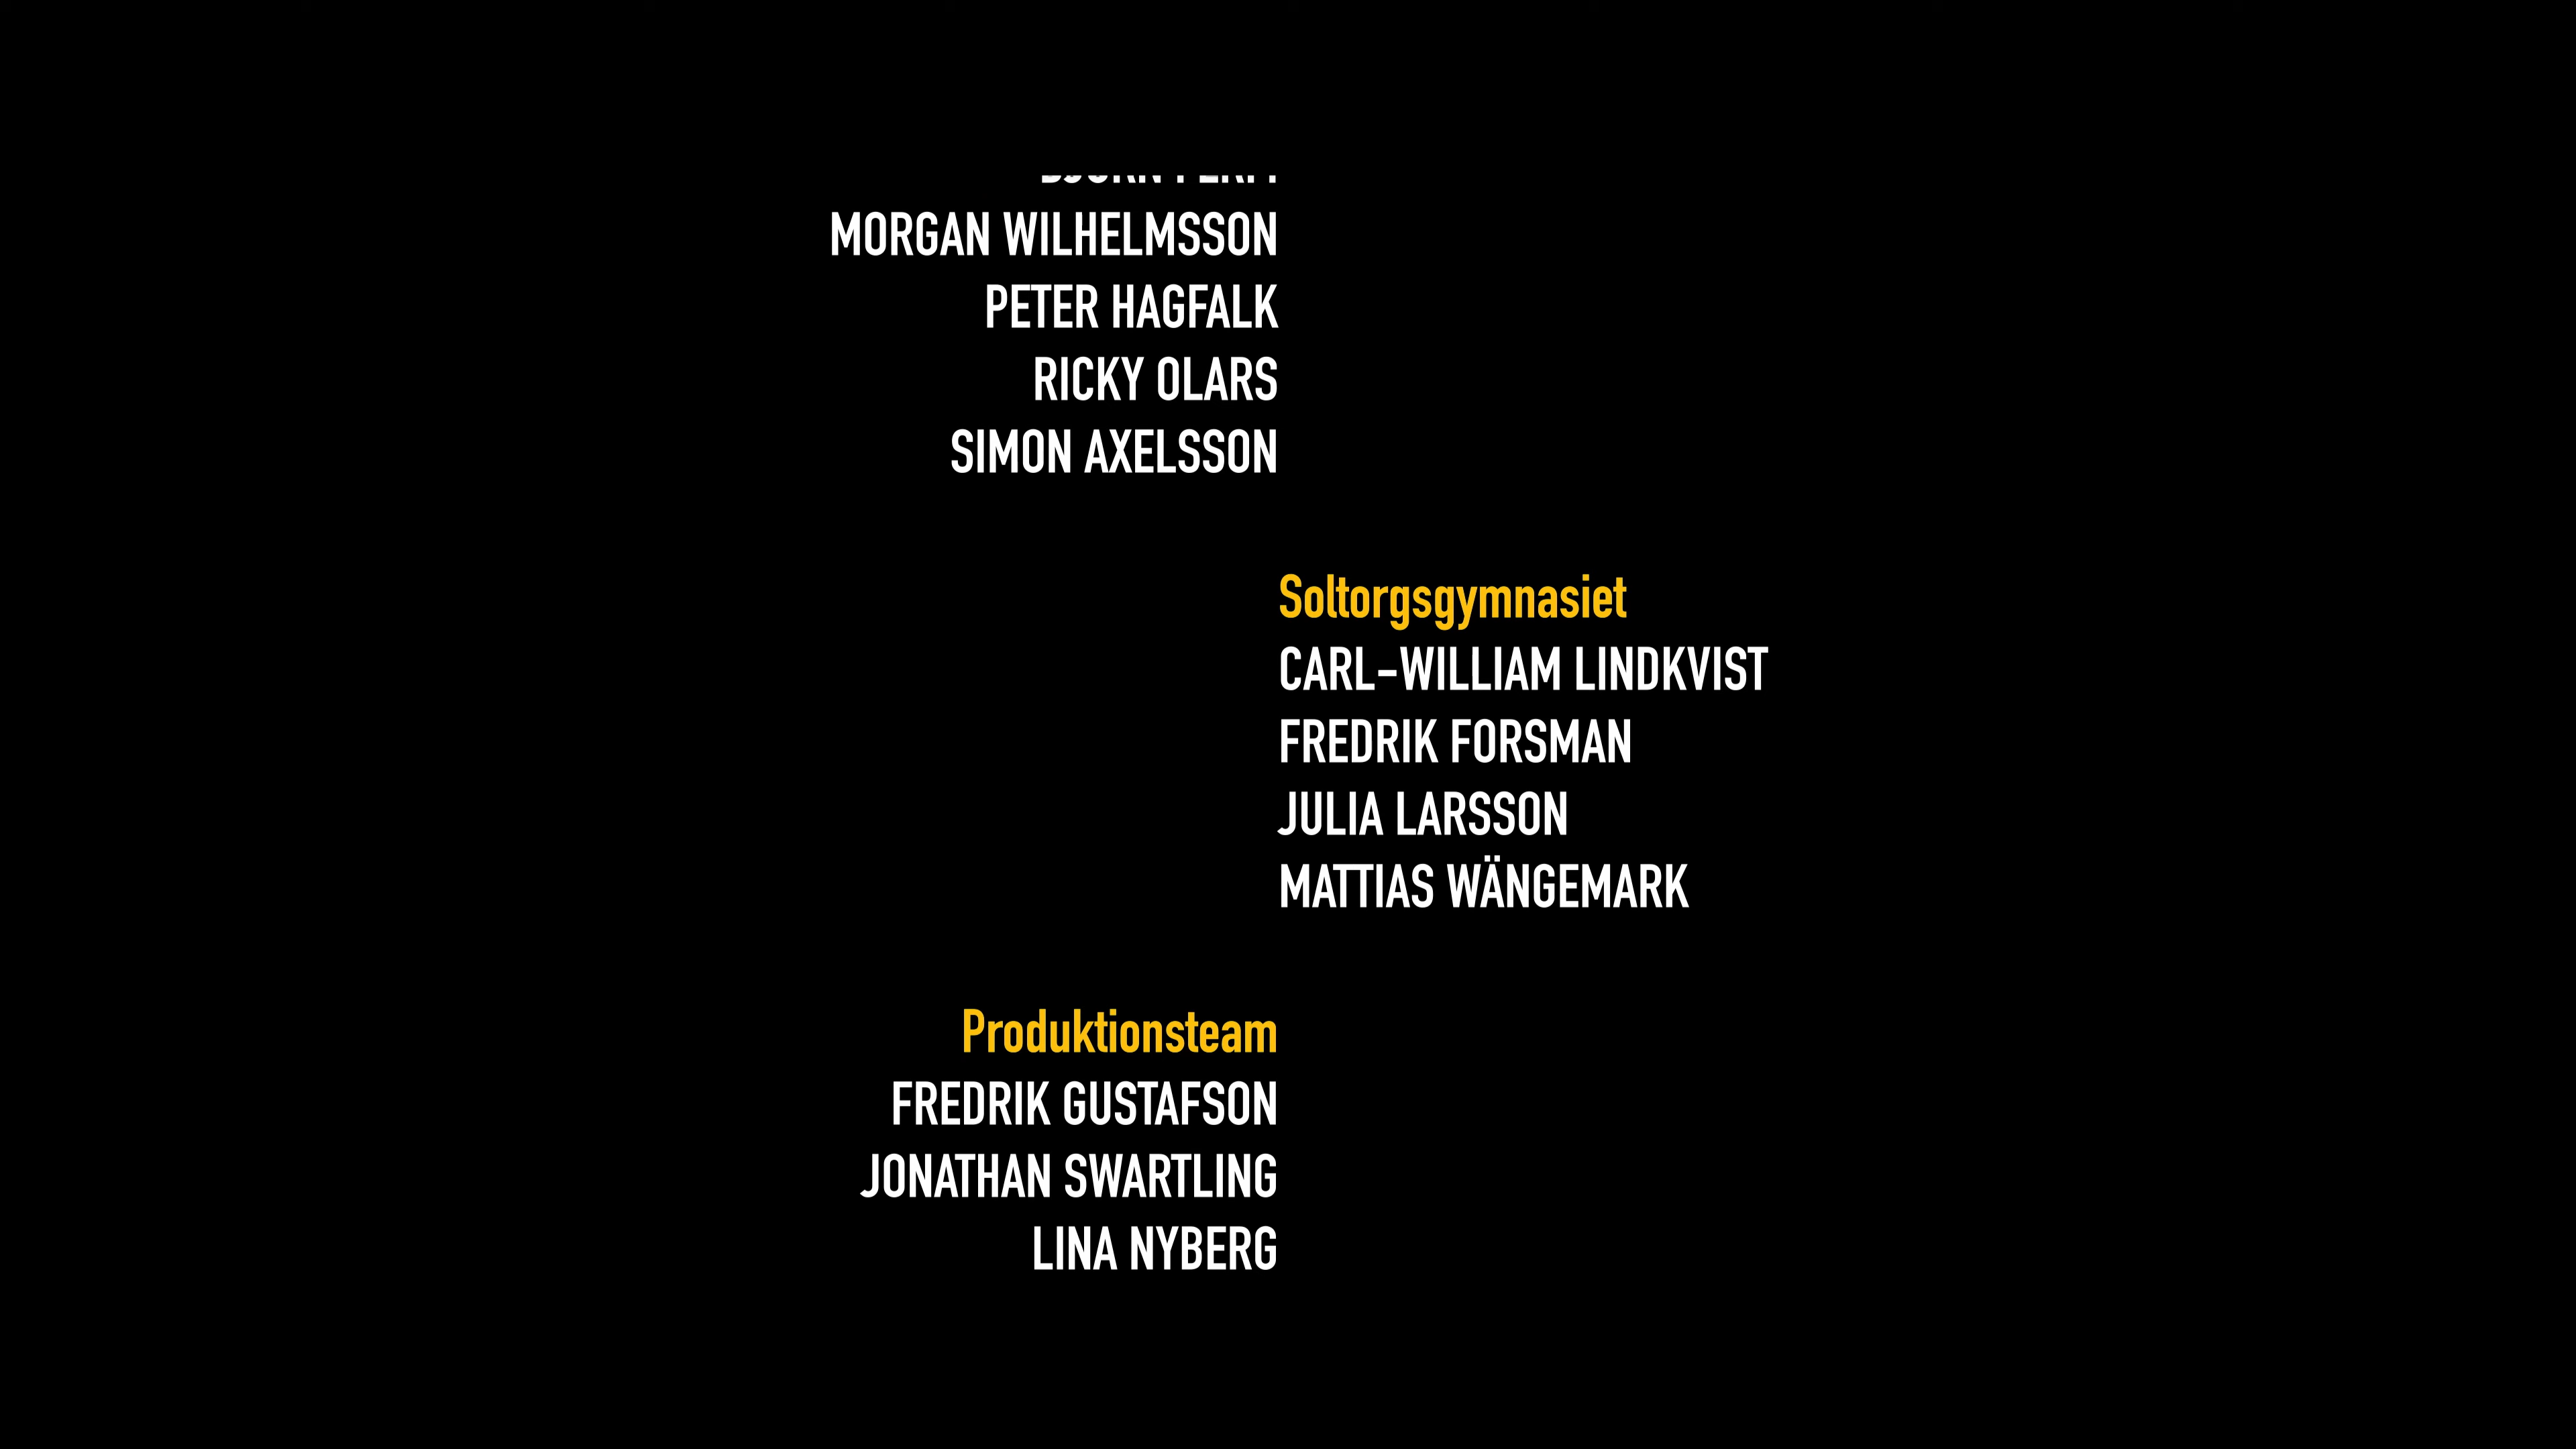 MORGAN WILHELMSSON
PETER HAGFALK
RICKY OLARS
SIMON AXELSSON
Soltorgsgymnasiet
CARL-WILLIAM LINDKVIST
FREDRIK FORSMAN
JULIA LARSSON
MATTIAS WÄNGEMARK
Produktionsteam
FREDRIK GUSTAFSON
JONATHAN SWARTLING
LINA NYBERG